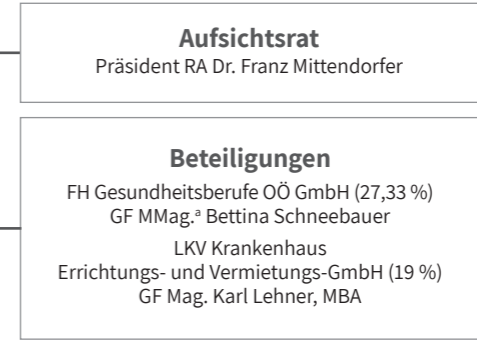 Aufsichtsrat
Präsident RA Dr. Franz Mittendorfer
Beteiligungen
FH Gesundheitsberufe OÖ GmbH (27,33 %)
GF MMag.ᵃ Bettina Schneebauer
LKV Krankenhaus
Errichtungs- und Vermietungs-GmbH (19 %)
GF Mag. Karl Lehner, MBA